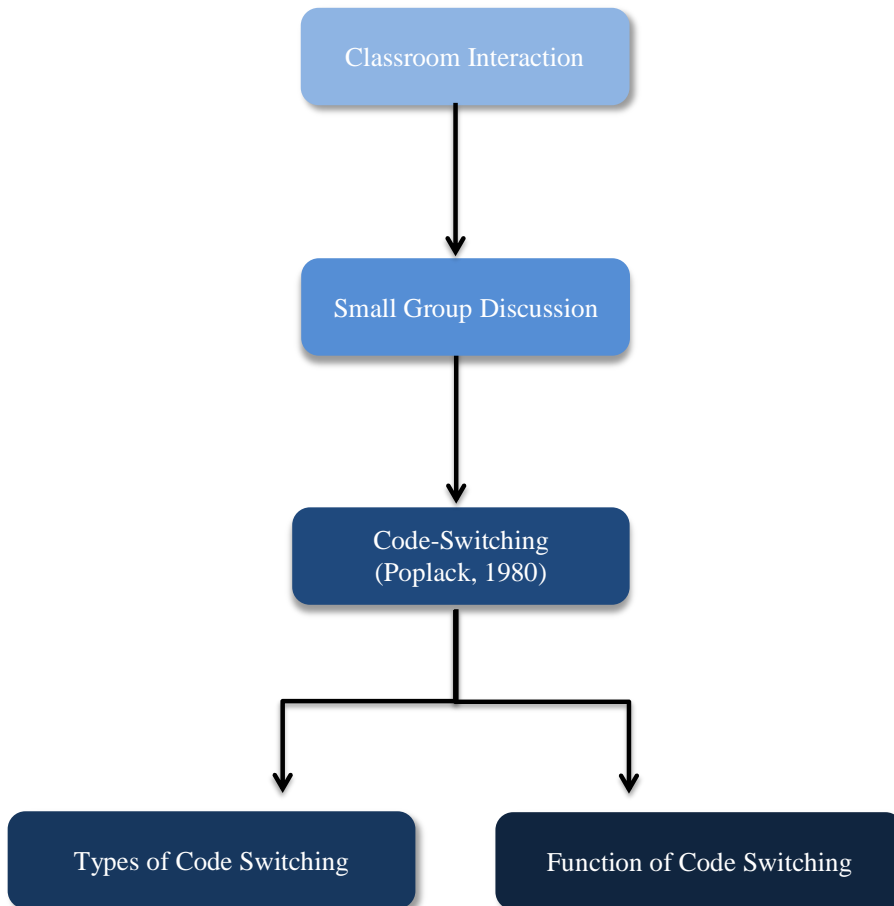 Classroom Interaction
Small Group Discussion
Code-Switching
(Poplack, 1980)
Types of Code Switching
Function of Code Switching